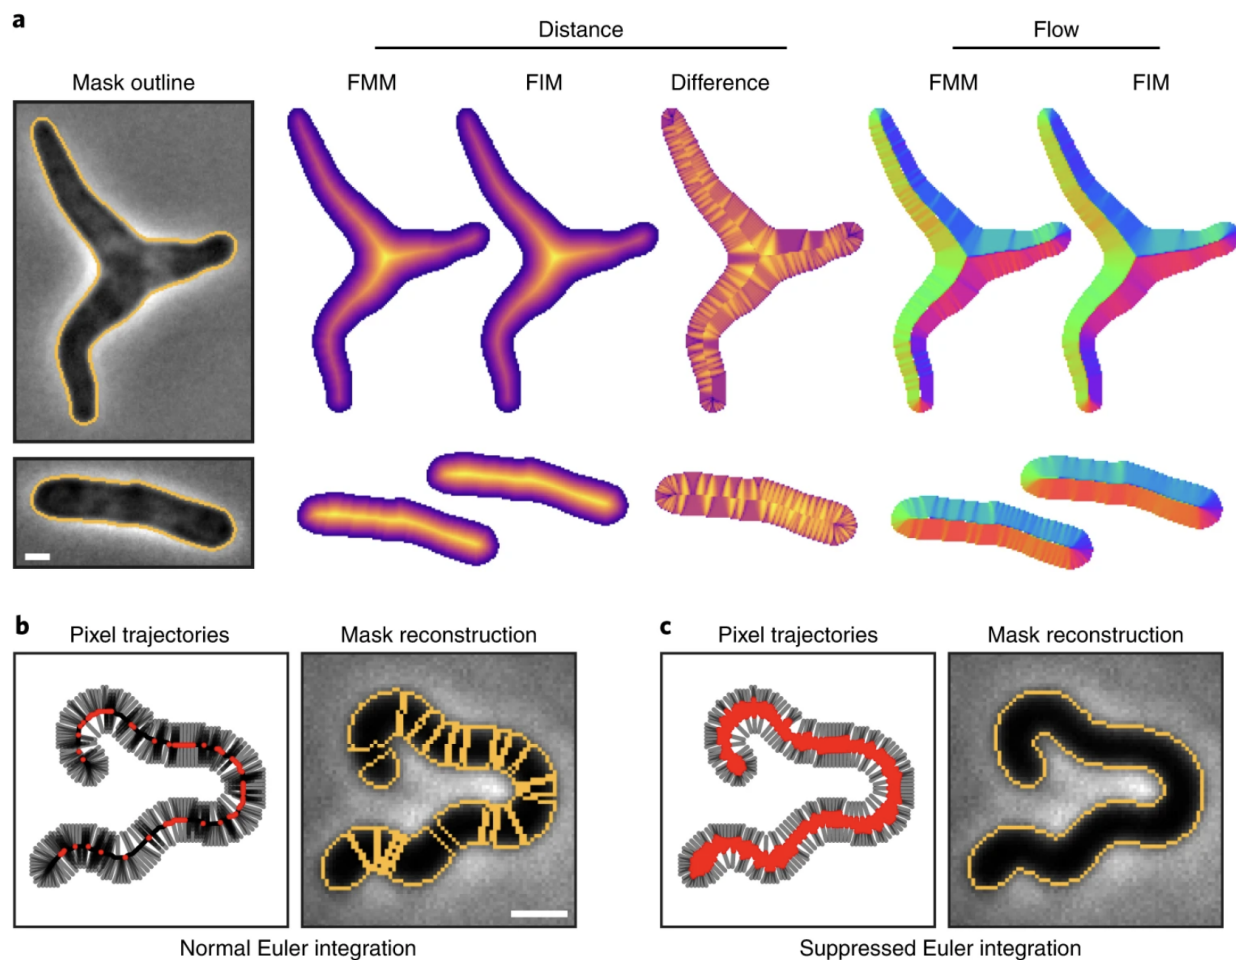 a
Distance
Flow
Mask outline
FMM
FIM
Difference
FMM
FIM
b
Pixel trajectories
Mask reconstruction
Normal Euler integration
c
Pixel trajectories
Mask reconstruction
Suppressed Euler integration